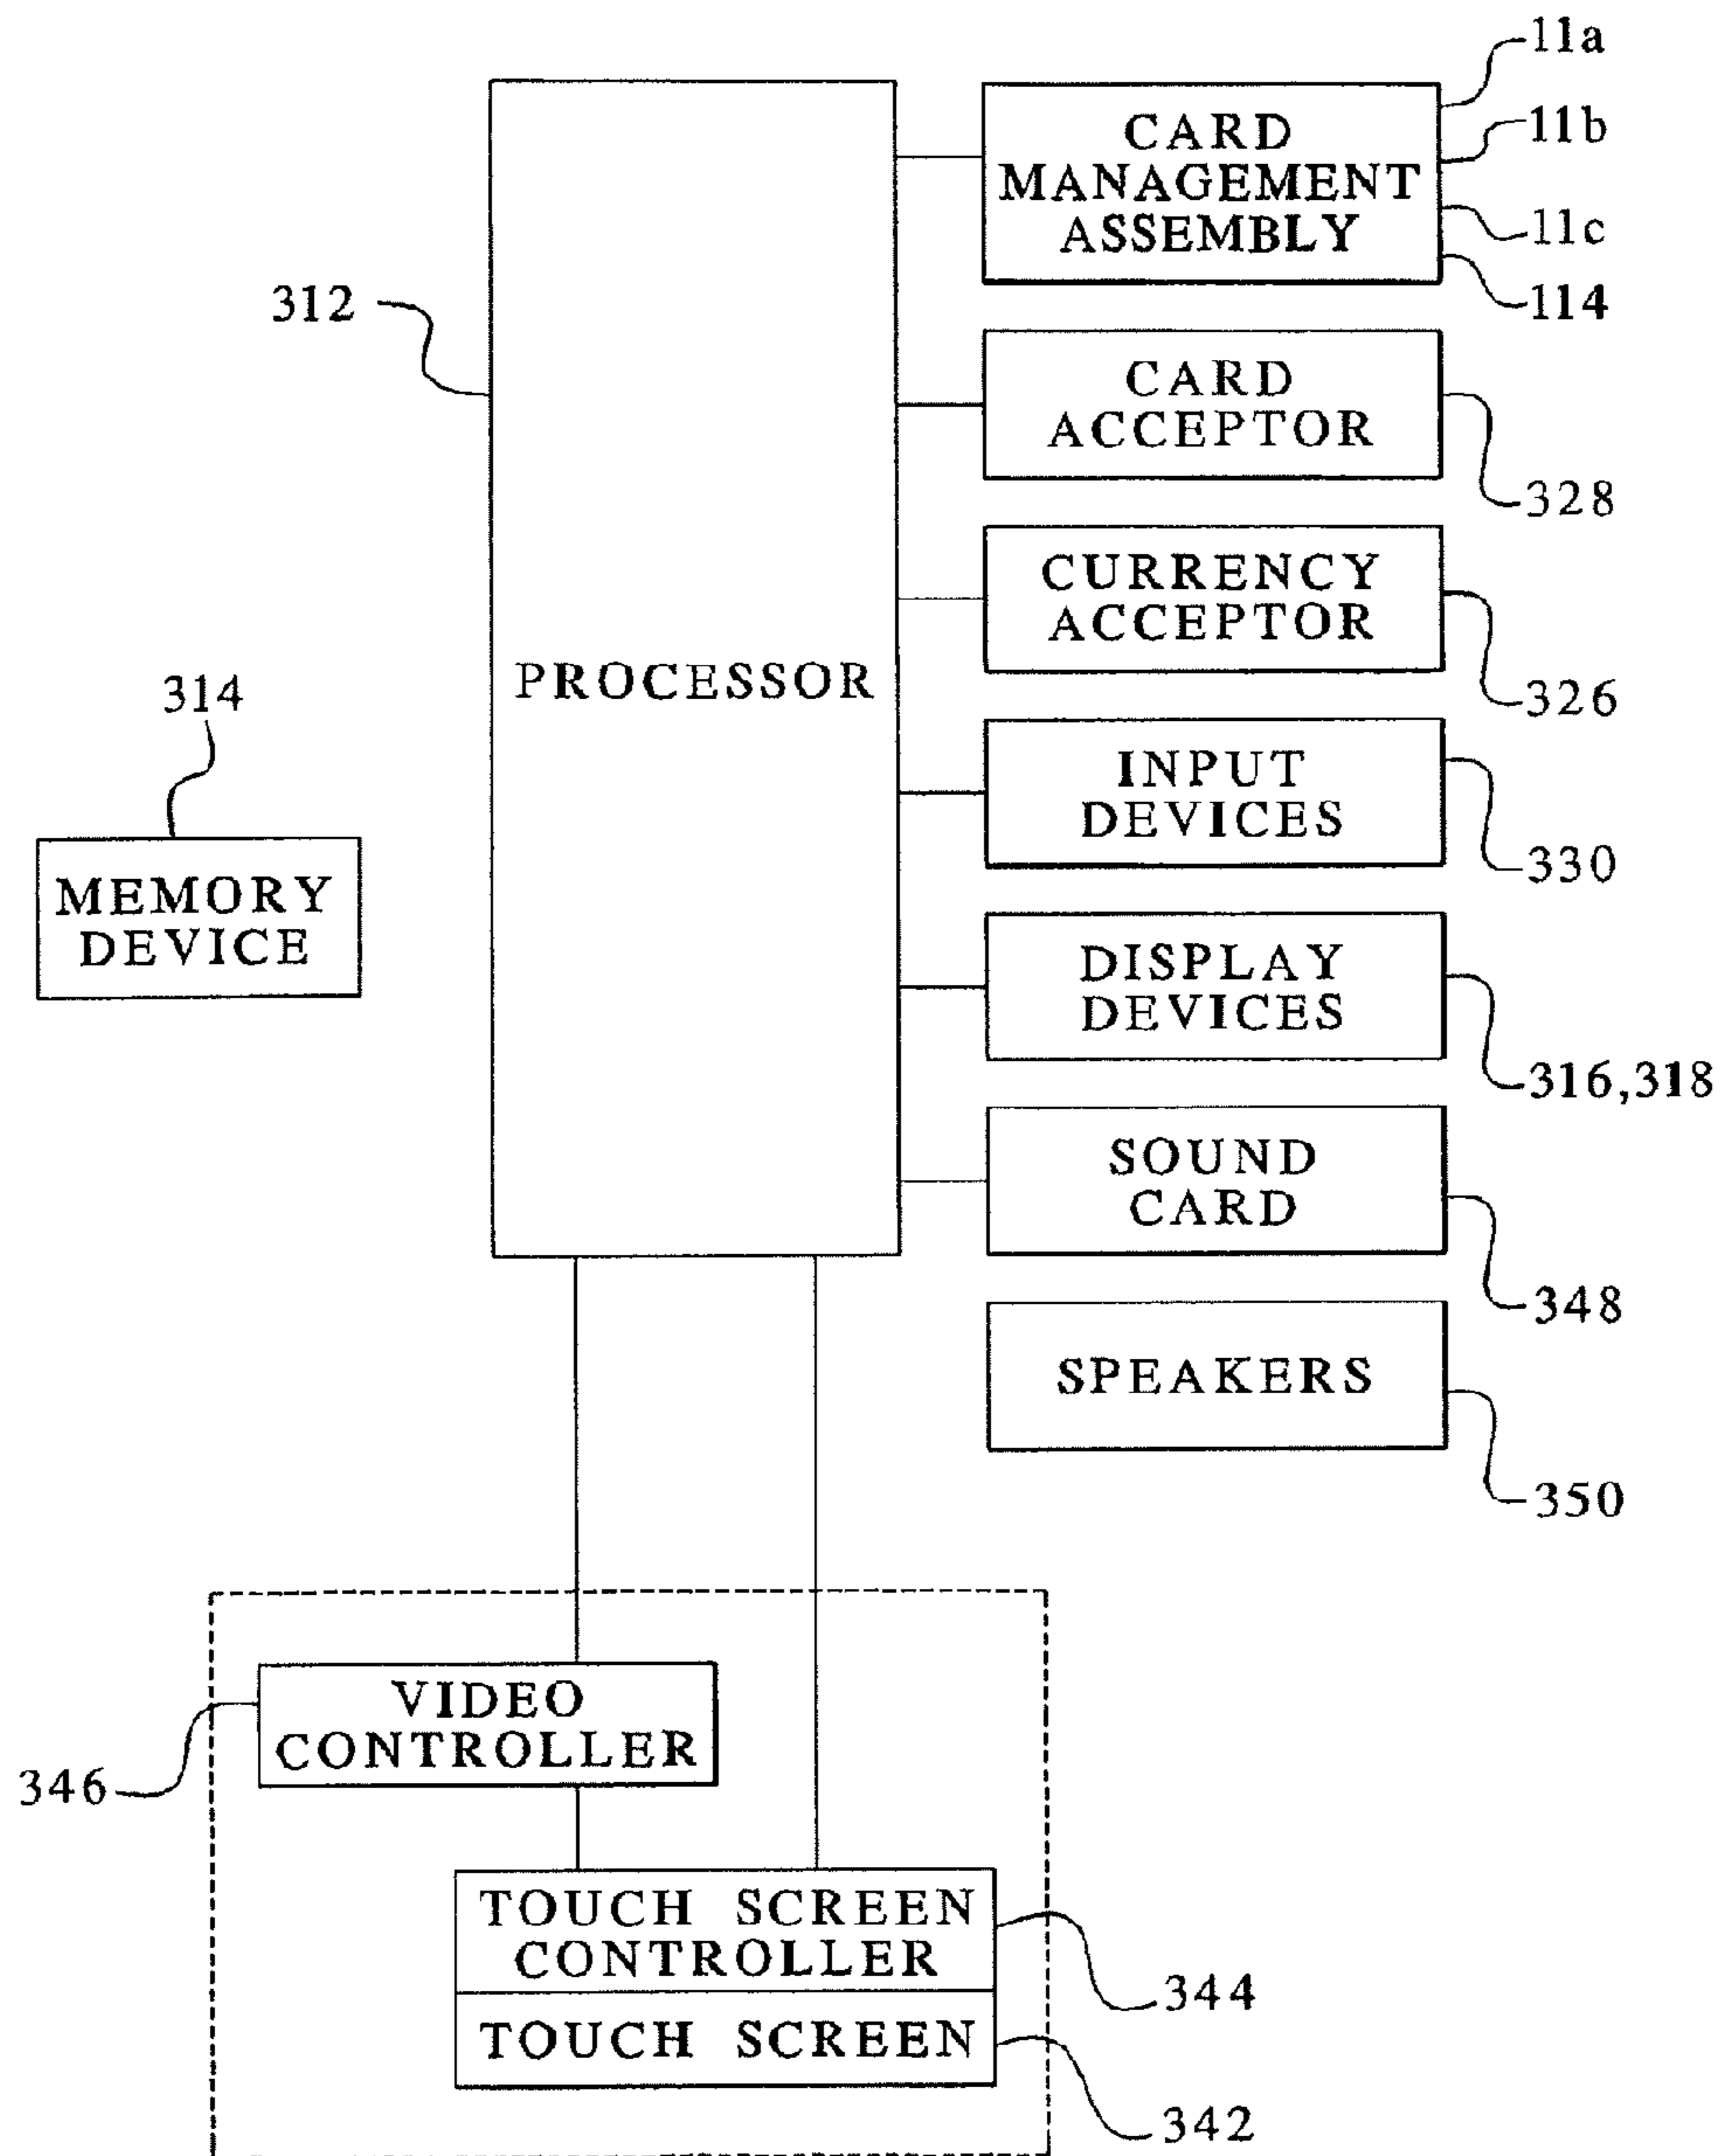 11a
CARD
MANAGEMENT
ASSEMBLY
11b
11c
114
312
CARD
ACCEPTOR
328
CURRENCY
ACCEPTOR
326
PROCESSOR
314
MEMORY
DEVICE
INPUT
DEVICES
330
DISPLAY
DEVICES
316,318
SOUND
CARD
348
SPEAKERS
350
VIDEO
CONTROLLER
346
TOUCH SCREEN
CONTROLLER
344
TOUCH SCREEN
342